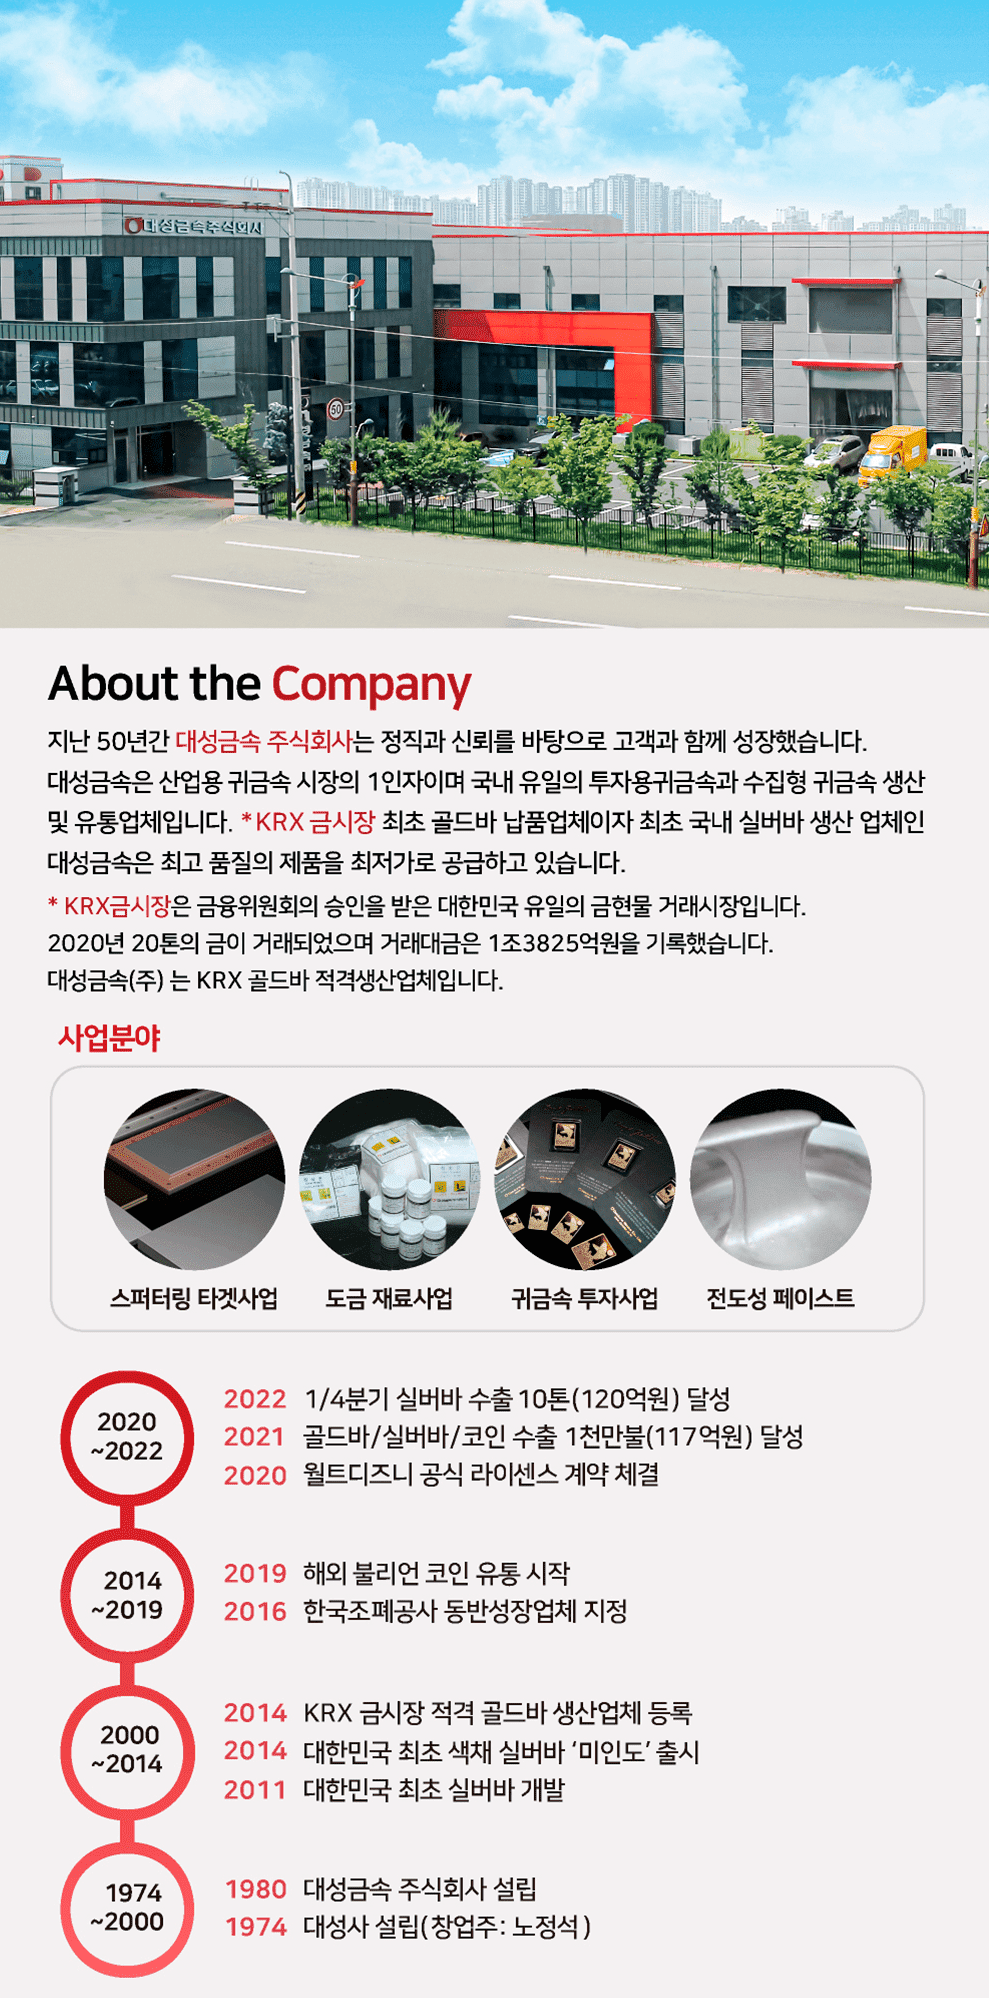 대성금속주식회사
50
About the Company
지난 50년간 대성금속 주식회사는 정직과 신뢰를 바탕으로 고객과 함께 성장했습니다.
대성금속은 산업용 귀금속 시장의 1인자이며 국내 유일의 투자용귀금속과 수집형 귀금속 생산
및 유통업체입니다. *KRX 금시장 최초 골드바 납품업체이자 최초 국내 실버바 생산 업체인
대성금속은 최고 품질의 제품을 최저가로 공급하고 있습니다.
* KRX금시장은 금융위원회의 승인을 받은 대한민국 유일의 금현물 거래시장입니다.
2020년 20톤의 금이 거래되었으며 거래대금은 1조3825억원을 기록했습니다.
대성금속(주) 는 KRX 골드바 적격생산업체입니다.
사업분야
스퍼터링 타겟사업 도금 재료사업 귀금속 투자사업 전도성 페이스트
2020
~2022
2022 1/4분기 실버바 수출 10톤(120억원) 달성
2021 골드바/실버바/코인 수출 1천만불(117억원) 달성
2020 월트디즈니 공식 라이센스 계약 체결
2014
~2019
2019 해외 불리언 코인 유통 시작
2016 한국조폐공사 동반성장업체 지정
2000
~2014
2014 KRX 금시장 적격 골드바 생산업체 등록
2014 대한민국 최초 색채 실버바 ‘미인도’ 출시
2011 대한민국 최초 실버바 개발
1974
~2000
1980 대성금속 주식회사 설립
1974 대성사 설립(창업주: 노정석)